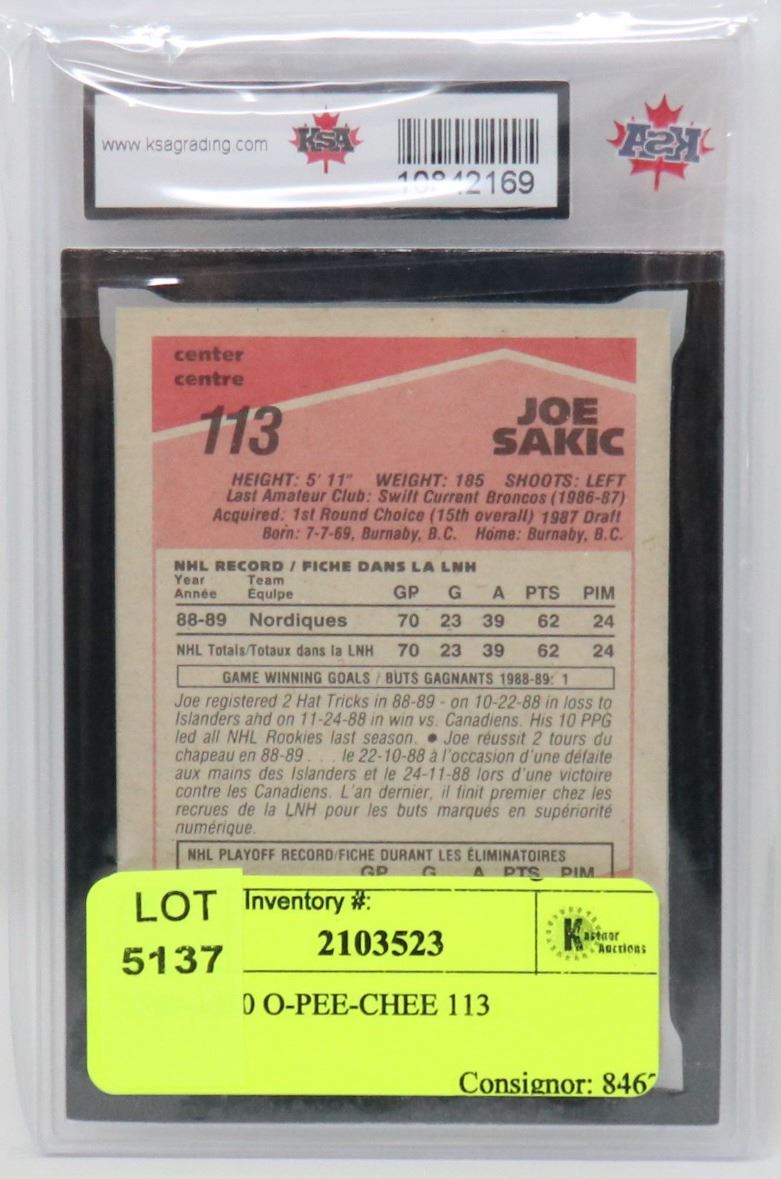 www.ksagrading.com KSA
10842169
KSA
center
centre
113
JOE
SAKIC
HEIGHT: 5' 11" WEIGHT: 185 SHOOTS: LEFT
Last Amateur Club: Swift Current Broncos (1986-87)
Acquired: 1st Round Choice (15th overall) 1987 Draft
Born: 7-7-69, Burnaby, B.C. Home: Burnaby, B.C.
NHL RECORD / FICHE DANS LA LNH
Year Team
Année Équipe GP G A PTS PIM
88-89 Nordiques 70 23 39 62 24
NHL Totals/Totaux dans la LNH 70 23 39 62 24
GAME WINNING GOALS / BUTS GAGNANTS 1988-89: 1
Joe registered 2 Hat Tricks in 88-89 - on 10-22-88 in loss to
Islanders ahd on 11-24-88 in win vs. Canadiens. His 10 PPG
led all NHL Rookies last season. ● Joe réussit 2 tours du
chapeau en 88-89 . . . le 22-10-88 à l'occasion d'une défaite
aux mains des Islanders et le 24-11-88 lors d'une victoire
contre les Canadiens. L'an dernier, il finit premier chez les
recrues de la LNH pour les buts marqués en supériorité
numérique.
NHL PLAYOFF RECORD/FICHE DURANT LES ÉLIMINATOIRES
GP G A PTS PIM
LOT
5137
Inventory #:
2103523
Kastner
Auctions
0 O-PEE-CHEE 113
Consignor: 846